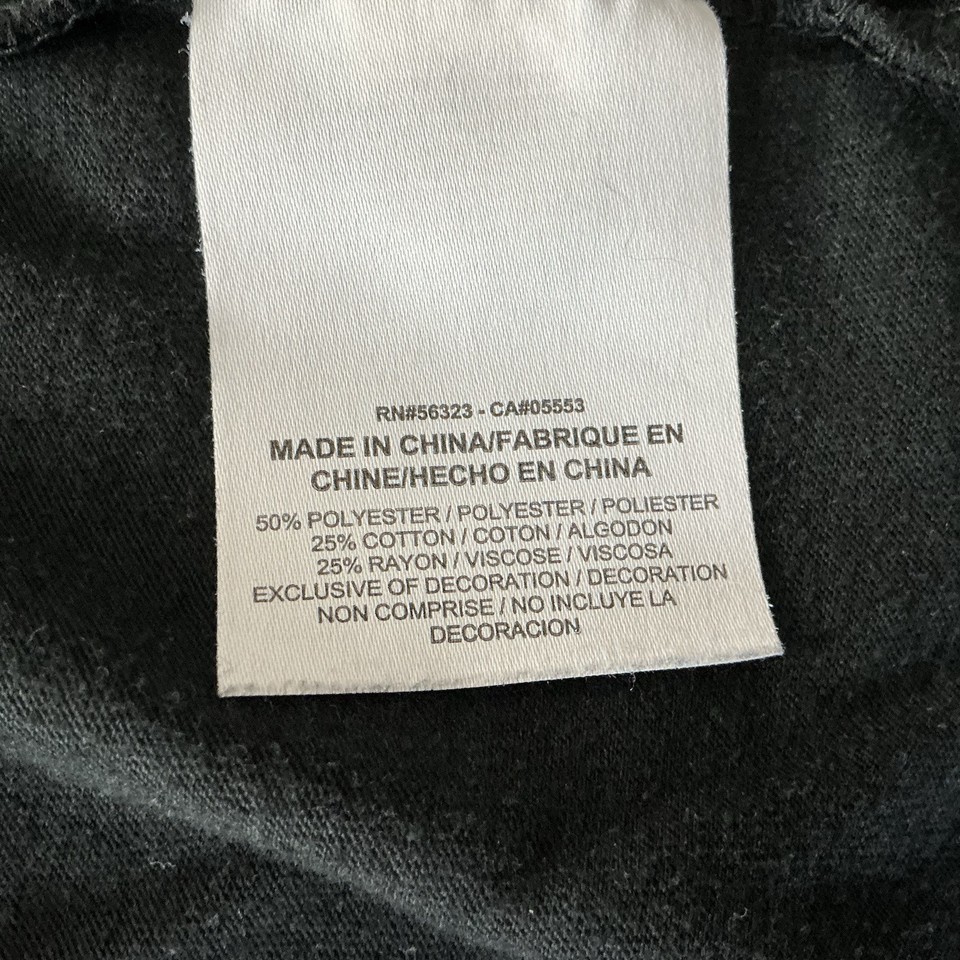 RN#56323 - CA#05553
MADE IN CHINA/FABRIQUE EN
CHINE/HECHO EN CHINA
50% POLYESTER / POLYESTER / POLIESTER
25% COTTON / COTON / ALGODON
25% RAYON / VISCOSE / VISCOSA
EXCLUSIVE OF DECORATION / DECORATION
NON COMPRISE / NO INCLUYE LA
DECORACION